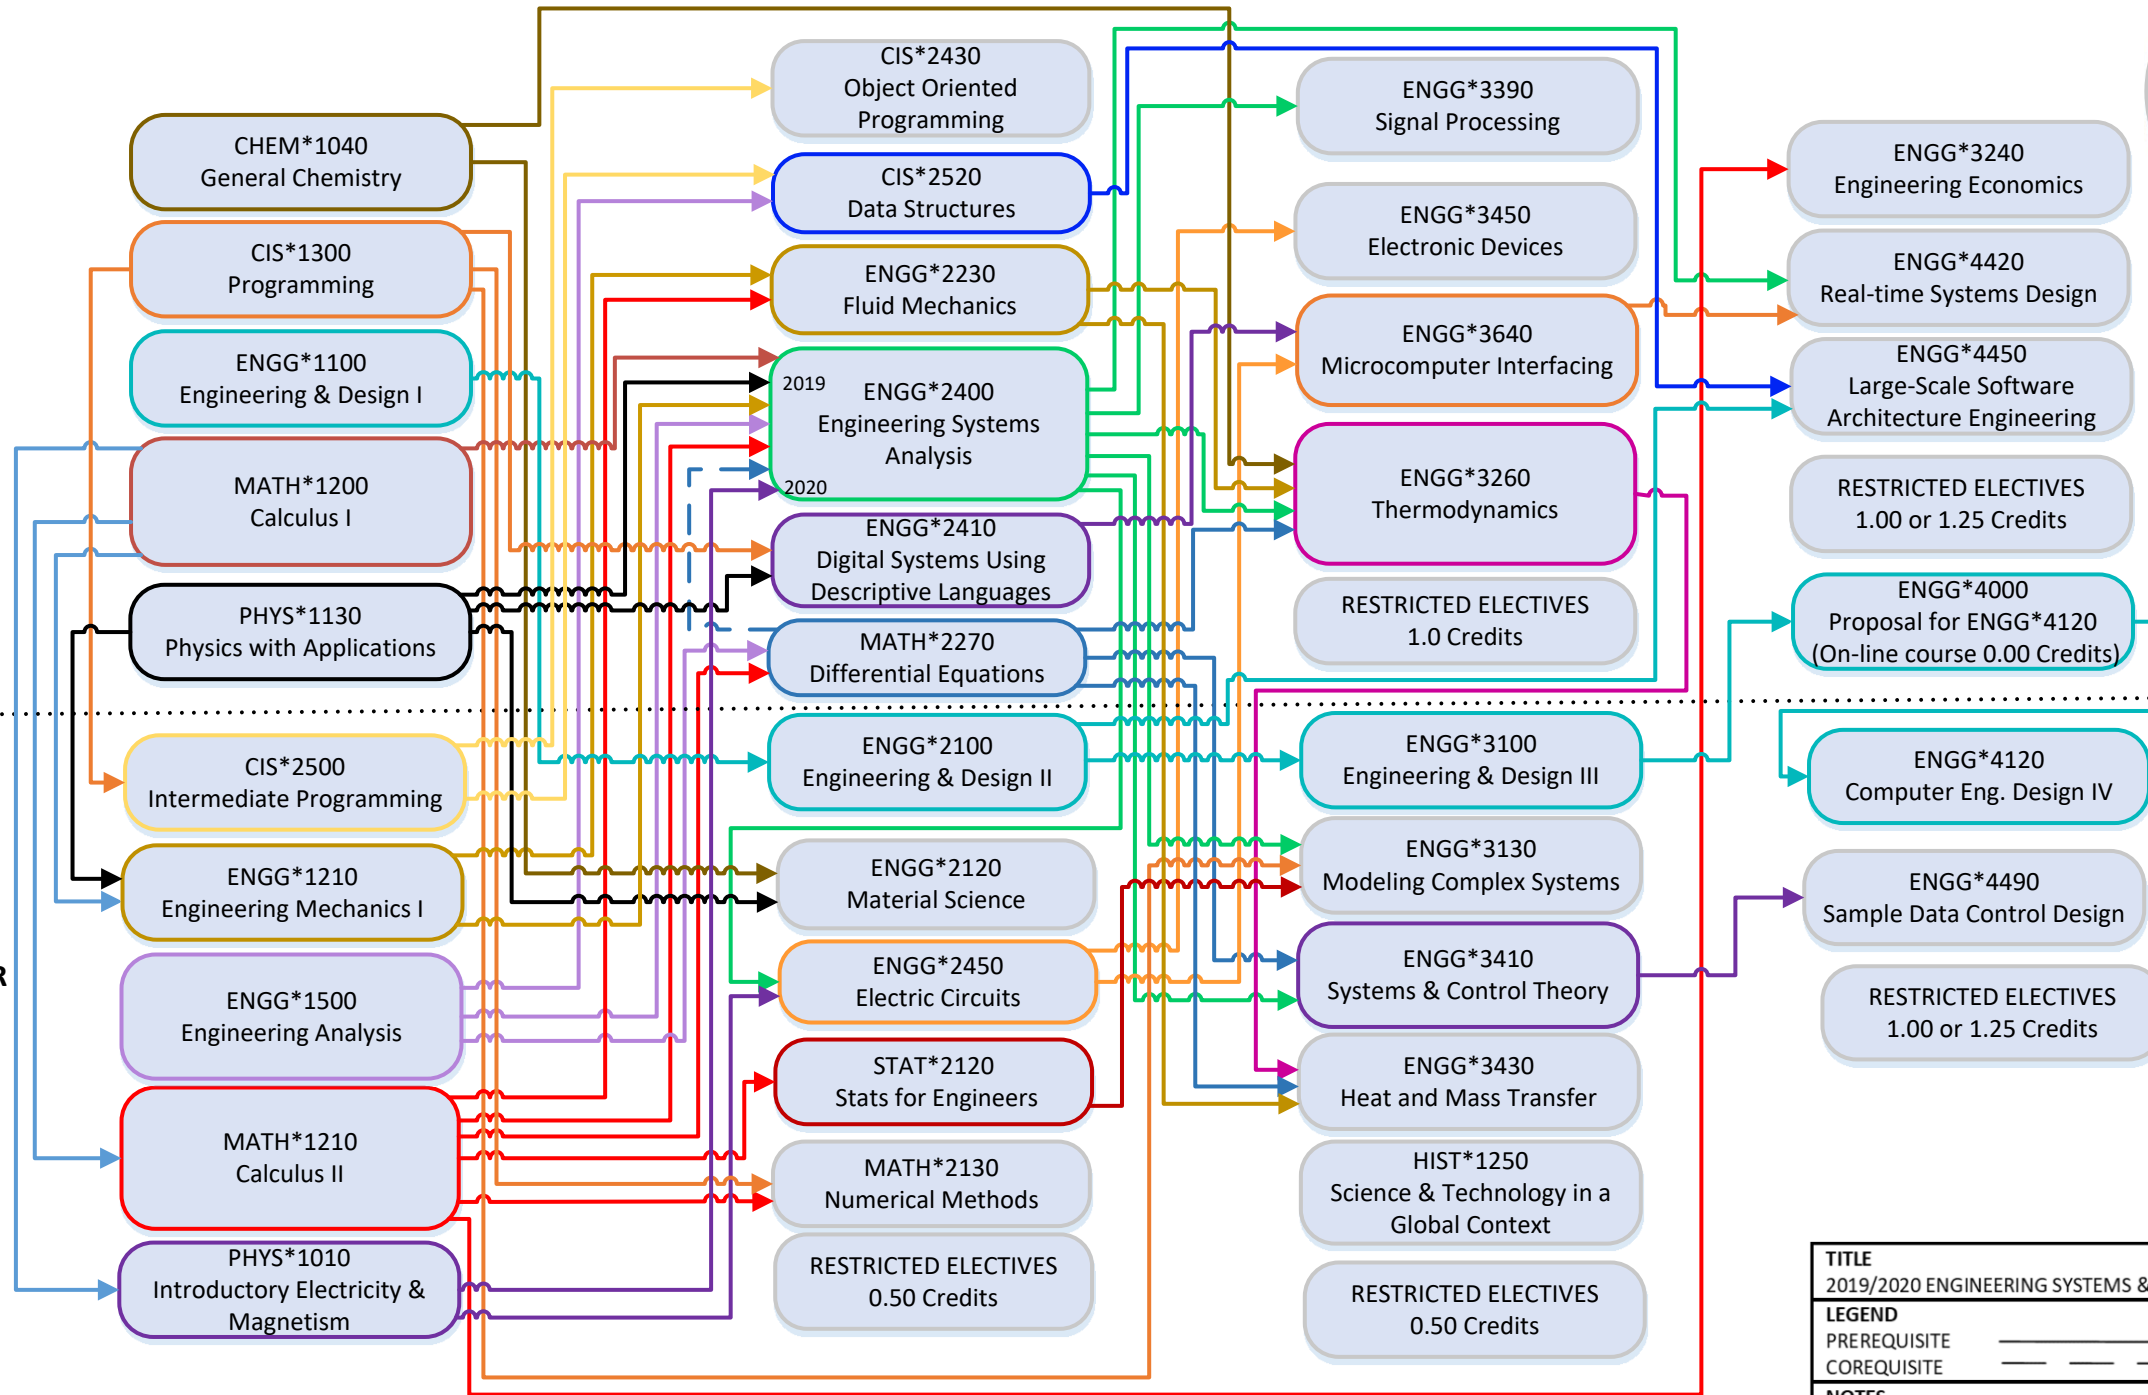 CHEM*1040
General Chemistry
CIS*1300
Programming
ENGG*1100
Engineering & Design I
MATH*1200
Calculus I
PHYS*1130
Physics with Applications
CIS*2500
Intermediate Programming
ENGG*1210
Engineering Mechanics I
R
ENGG*1500
Engineering Analysis
MATH*1210
Calculus II
PHYS*1010
Introductory Electricity &
Magnetism
CIS*2430
Object Oriented
Programming
CIS*2520
Data Structures
ENGG*2230
Fluid Mechanics
2019
ENGG*2400
Engineering Systems
Analysis
2020
ENGG*2410
Digital Systems Using
Descriptive Languages
MATH*2270
Differential Equations
ENGG*2100
Engineering & Design II
ENGG*2120
Material Science
ENGG*2450
Electric Circuits
STAT*2120
Stats for Engineers
MATH*2130
Numerical Methods
RESTRICTED ELECTIVES
0.50 Credits
ENGG*3390
Signal Processing
ENGG*3450
Electronic Devices
ENGG*3640
Microcomputer Interfacing
ENGG*3260
Thermodynamics
RESTRICTED ELECTIVES
1.0 Credits
ENGG*3100
Engineering & Design III
ENGG*3130
Modeling Complex Systems
ENGG*3410
Systems & Control Theory
ENGG*3430
Heat and Mass Transfer
HIST*1250
Science & Technology in a
Global Context
RESTRICTED ELECTIVES
0.50 Credits
ENGG*3240
Engineering Economics
ENGG*4420
Real-time Systems Design
ENGG*4450
Large-Scale Software
Architecture Engineering
RESTRICTED ELECTIVES
1.00 or 1.25 Credits
ENGG*4000
Proposal for ENGG*4120
(On-line course 0.00 Credits)
ENGG*4120
Computer Eng. Design IV
ENGG*4490
Sample Data Control Design
RESTRICTED ELECTIVES
1.00 or 1.25 Credits
TITLE
2019/2020 ENGINEERING SYSTEMS &
LEGEND
PREREQUISITE
COREQUISITE
NOTES